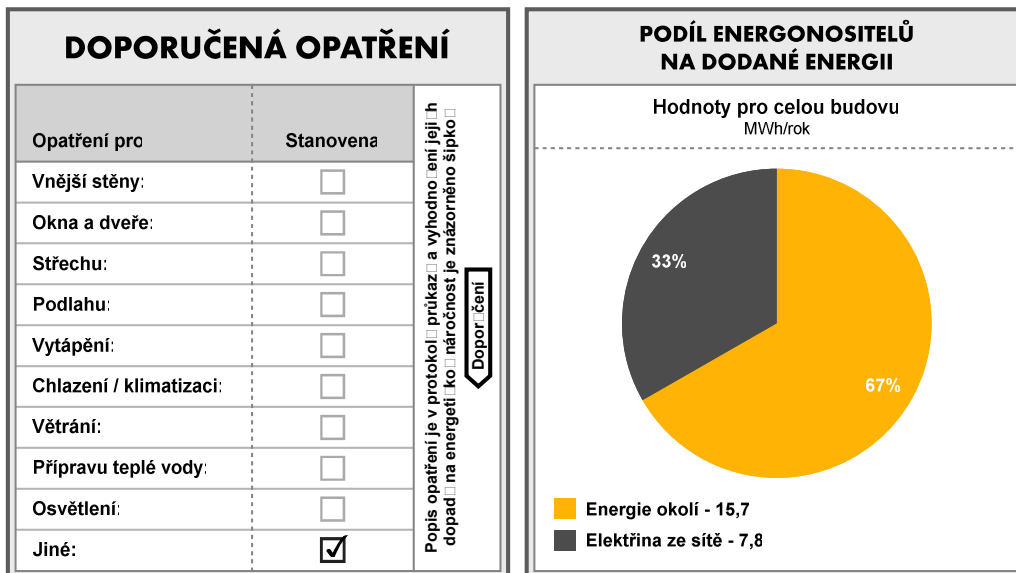 DOPORUČENÁ OPATŘENÍ
Opatření pro
Stanovena
Vnější stěny:
Okna a dveře:
Střechu:
Podlahu:
Vytápění:
Chlazení / klimatizaci:
Větrání:
Přípravu teplé vody:
Osvětlení:
Jiné:
Popis opatření je v protokol□ průkaz□ a vyhodno□ení jeji□h
dopad□ na energeti□ko□ náročnost je znázorněno šipko□
Dopor□čení
PODÍL ENERGONOSITELŮ
NA DODANÉ ENERGII
Hodnoty pro celou budovu
MWh/rok
33%
67%
Energie okolí - 15,7
Elektřina ze sítě - 7,8